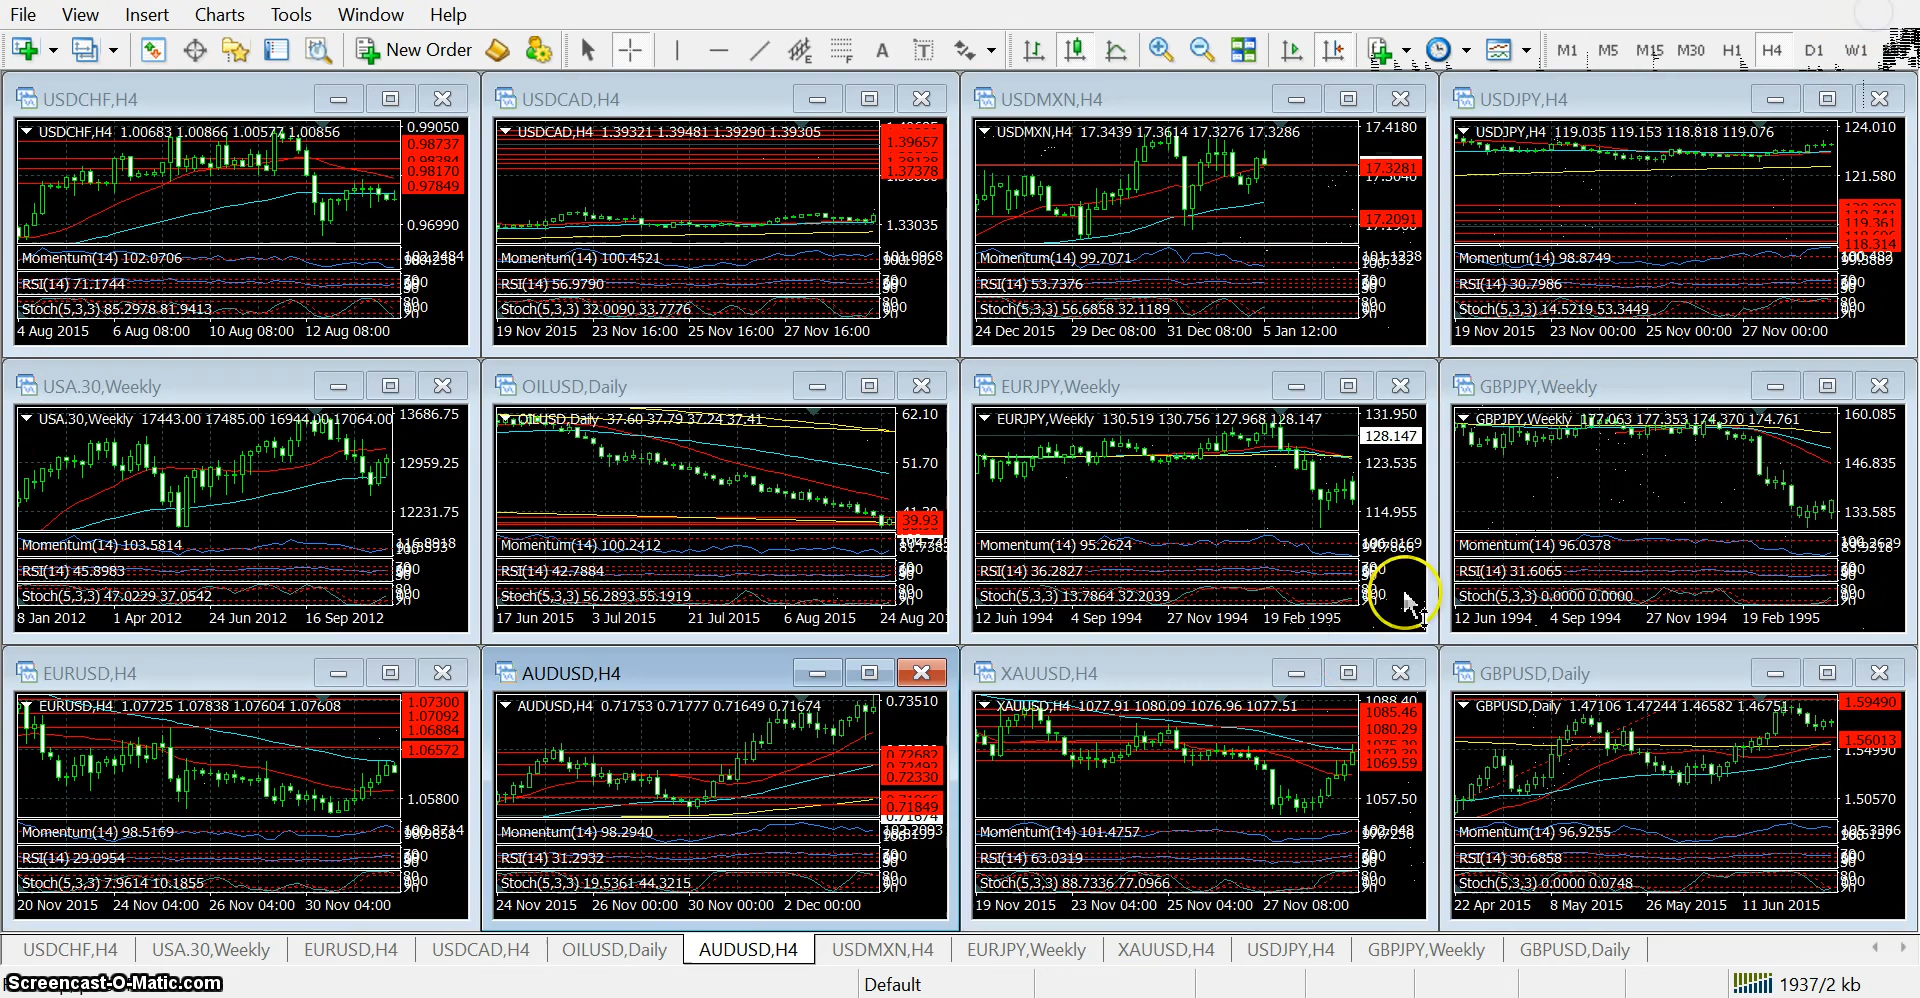 File View Insert Charts Tools Window Help
New Order M1 M5 M15 M30 H1 H4 D1 W1
USDCHF,H4
USDCHF,H4 1.00683 1.00866 1.00577 1.00856
0.99050
0.98737
0.98170
0.97849
0.96990
Momentum(14) 102.0706
RSI(14) 71.1744
Stoch(5,3,3) 85.2978 81.9413
4 Aug 2015 6 Aug 08:00 10 Aug 08:00 12 Aug 08:00
USDCAD,H4
USDCAD,H4 1.39321 1.39481 1.39290 1.39305
1.39657
1.37378
1.33035
Momentum(14) 100.4521
RSI(14) 56.9790
Stoch(5,3,3) 32.0090 33.7776
19 Nov 2015 23 Nov 16:00 25 Nov 16:00 27 Nov 16:00
USDMXN,H4
USDMXN,H4 17.3439 17.3614 17.3276 17.3286
17.4180
17.3281
17.2091
Momentum(14) 99.7071
RSI(14) 53.7376
Stoch(5,3,3) 56.6858 32.1189
24 Dec 2015 29 Dec 08:00 31 Dec 08:00 5 Jan 12:00
USDJPY,H4
USDJPY,H4 119.035 119.153 118.818 119.076
124.010
121.580
119.361
118.314
Momentum(14) 98.8749
RSI(14) 30.7986
Stoch(5,3,3) 14.5219 53.3449
19 Nov 2015 23 Nov 00:00 25 Nov 00:00 27 Nov 00:00
USA.30,Weekly
USA.30,Weekly 17443.00 17485.00 16944.00 17064.00
13686.75
12959.25
12231.75
Momentum(14) 103.5814
RSI(14) 45.8983
Stoch(5,3,3) 47.0229 37.0542
8 Jan 2012 1 Apr 2012 24 Jun 2012 16 Sep 2012
OILUSD,Daily
OILUSD,Daily 37.60 37.79 37.24 37.41
62.10
51.70
39.93
Momentum(14) 100.2412
RSI(14) 42.7884
Stoch(5,3,3) 56.2893 55.1919
17 Jun 2015 3 Jul 2015 21 Jul 2015 6 Aug 2015 24 Aug 201
EURJPY,Weekly
EURJPY,Weekly 130.519 130.756 127.968 128.147
131.950
128.147
123.535
114.955
Momentum(14) 95.2624
RSI(14) 36.2827
Stoch(5,3,3) 13.7864 32.2039
12 Jun 1994 4 Sep 1994 27 Nov 1994 19 Feb 1995
GBPJPY,Weekly
GBPJPY,Weekly 177.063 177.353 174.370 174.761
160.085
146.835
133.585
Momentum(14) 96.0378
RSI(14) 31.6065
Stoch(5,3,3) 0.0000 0.0000
12 Jun 1994 4 Sep 1994 27 Nov 1994 19 Feb 1995
EURUSD,H4
EURUSD,H4 1.07725 1.07838 1.07604 1.07608
1.07300
1.07092
1.06884
1.06572
1.05800
Momentum(14) 98.5169
RSI(14) 29.0954
Stoch(5,3,3) 7.9614 10.1855
20 Nov 2015 24 Nov 04:00 26 Nov 04:00 30 Nov 04:00
AUDUSD,H4
AUDUSD,H4 0.71753 0.71777 0.71649 0.71674
0.73510
0.72683
0.72330
0.71849
0.71674
Momentum(14) 98.2940
RSI(14) 31.2932
Stoch(5,3,3) 19.5361 44.3215
24 Nov 2015 26 Nov 00:00 30 Nov 00:00 2 Dec 00:00
XAUUSD,H4
XAUUSD,H4 1077.91 1080.09 1076.96 1077.51
1088.40
1085.46
1080.29
1069.59
1057.50
Momentum(14) 101.4757
RSI(14) 63.0319
Stoch(5,3,3) 88.7336 77.0966
19 Nov 2015 23 Nov 04:00 25 Nov 04:00 27 Nov 08:00
GBPUSD,Daily
GBPUSD,Daily 1.47106 1.47244 1.46582 1.46751
1.59490
1.56013
1.54990
1.50570
Momentum(14) 96.9255
RSI(14) 30.6858
Stoch(5,3,3) 0.0000 0.0748
22 Apr 2015 8 May 2015 26 May 2015 11 Jun 2015
USDCHF,H4 USA.30,Weekly EURUSD,H4 USDCAD,H4 OILUSD,Daily AUDUSD,H4 USDMXN,H4 EURJPY,Weekly XAUUSD,H4 USDJPY,H4 GBPJPY,Weekly GBPUSD,Daily
Screencast-O-Matic.com Default 1937/2 kb